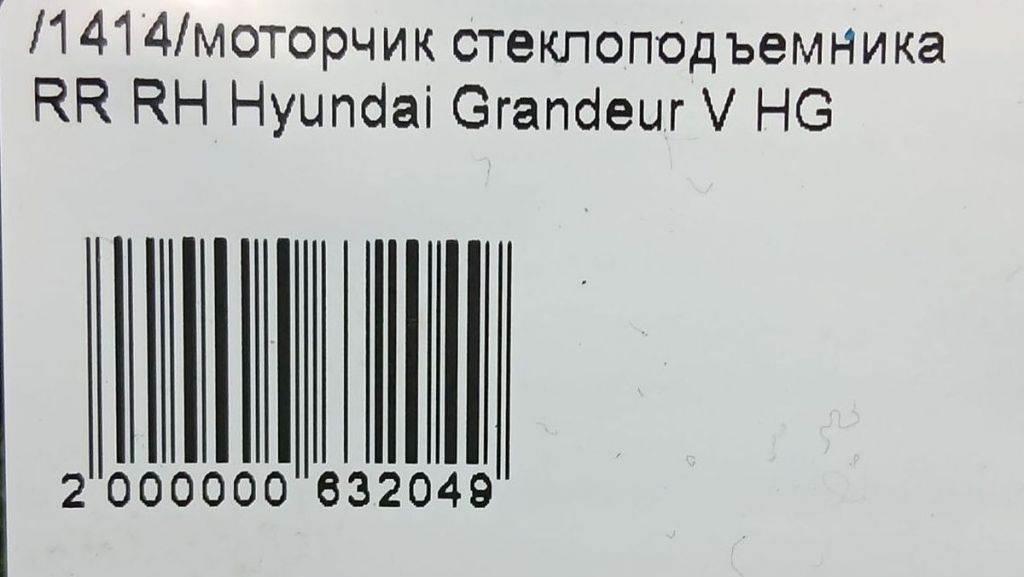 /1414/моторчик стеклоподъемника
RR RH Hyundai Grandeur V HG
2 000000 632049